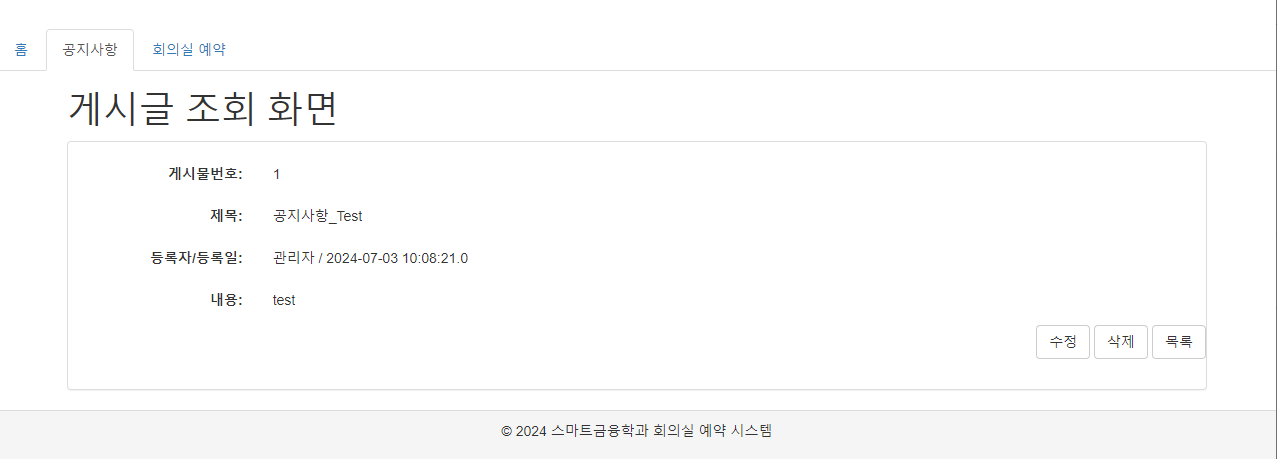 홈 공지사항 회의실 예약
게시글 조회 화면
게시물번호: 1
제목: 공지사항_Test
등록자/등록일: 관리자 / 2024-07-03 10:08:21.0
내용: test
수정 삭제 목록
© 2024 스마트금융학과 회의실 예약 시스템